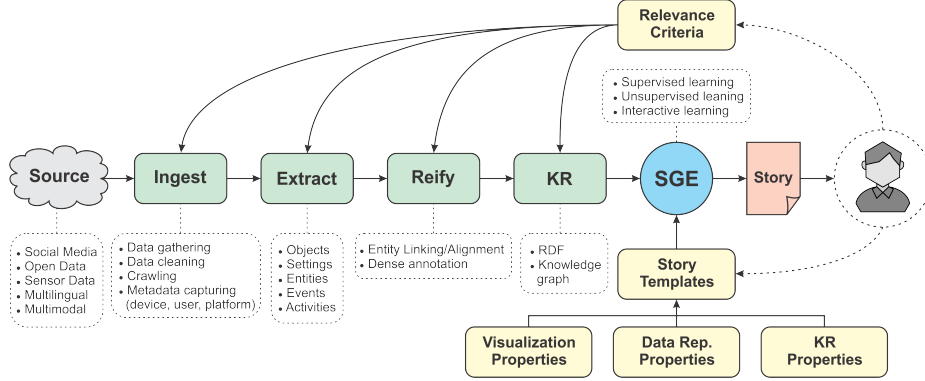 Relevance
Criteria
• Supervised learning
• Unsupervised leaning
• Interactive learning
Source
Ingest
Extract
Reify
KR
SGE
Story
• Social Media
• Open Data
• Sensor Data
• Multilingual
• Multimodal
• Data gathering
• Data cleaning
• Crawling
• Metadata capturing
(device, user, platform)
• Objects
• Settings
• Entities
• Events
• Activities
• Entity Linking/Alignment
• Dense annotation
• RDF
• Knowledge
graph
Story
Templates
Visualization
Properties
Data Rep.
Properties
KR
Properties